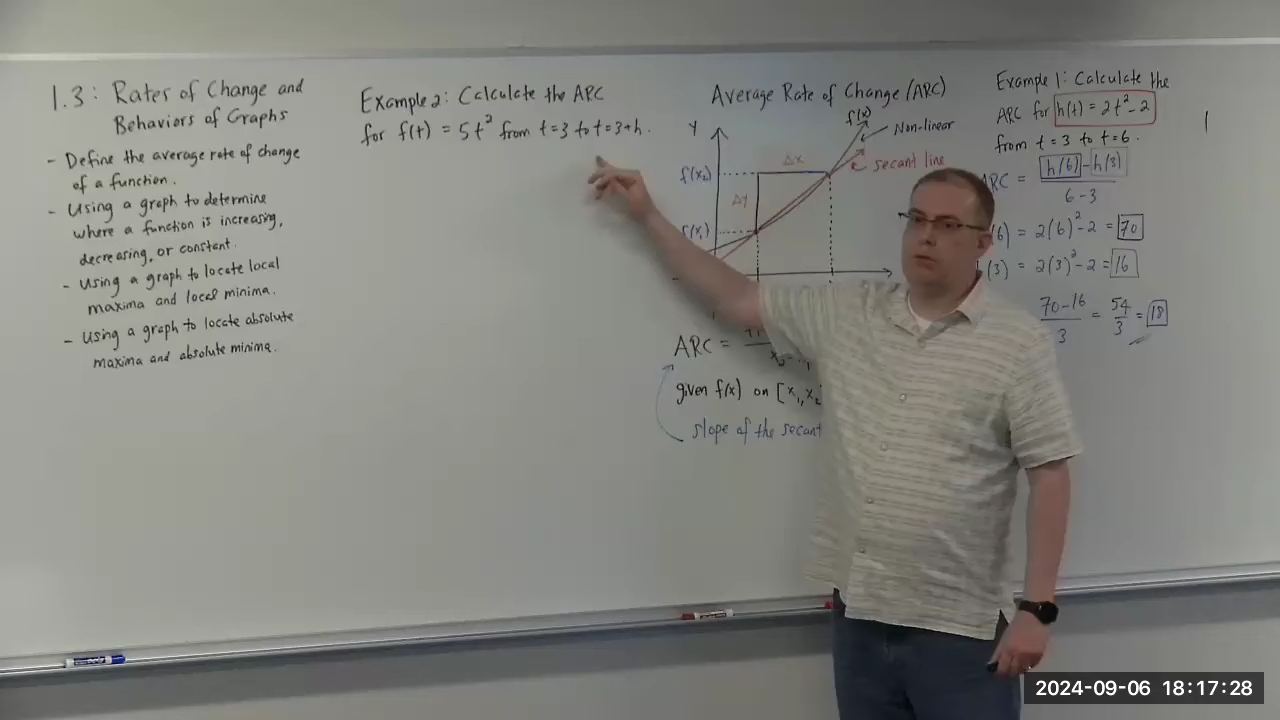 1.3: Rates of Change and
Behaviors of Graphs
- Define the average rate of change
of a function.
- Using a graph to determine
where a function is increasing,
decreasing, or constant.
- Using a graph to locate local
maxima and local minima.
- Using a graph to locate absolute
maxima and absolute minima.
Example 2: Calculate the ARC
for f(t) = 5t² from t=3 to t=3+h.
Average Rate of Change (ARC)
y
f(x)
Non-linear
secant line
Δx
Δy
f(x₂)
f(x₁)
ARC =
given f(x) on [x₁, x₂
slope of the secant
Example 1: Calculate the
ARC for h(t) = 2t²-2
from t = 3 to t=6.
ARC = h(6)-h(3)
6-3
(6) = 2(6)²-2 = 70
(3) = 2(3)²-2 = 16
70-16 = 54 = 18
3 3
2024-09-06 18:17:28